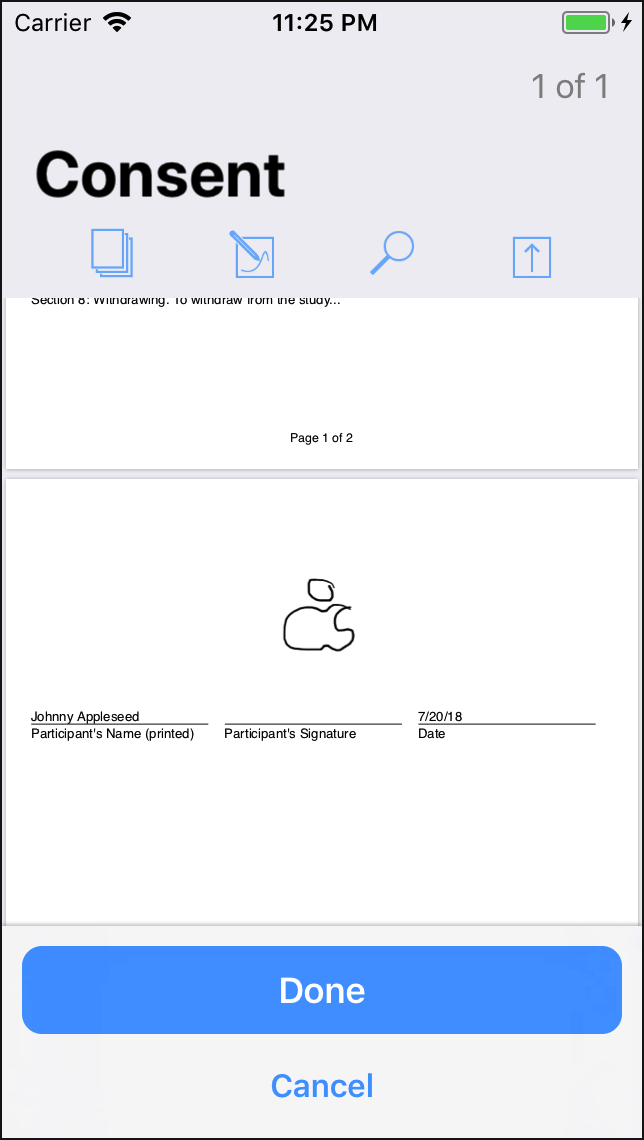 Carrier 11:25 PM
1 of 1
Consent
Section 8: Withdrawing. To withdraw from the study...
Page 1 of 2
Johnny Appleseed 7/20/18
Participant's Name (printed) Participant's Signature Date
Done
Cancel